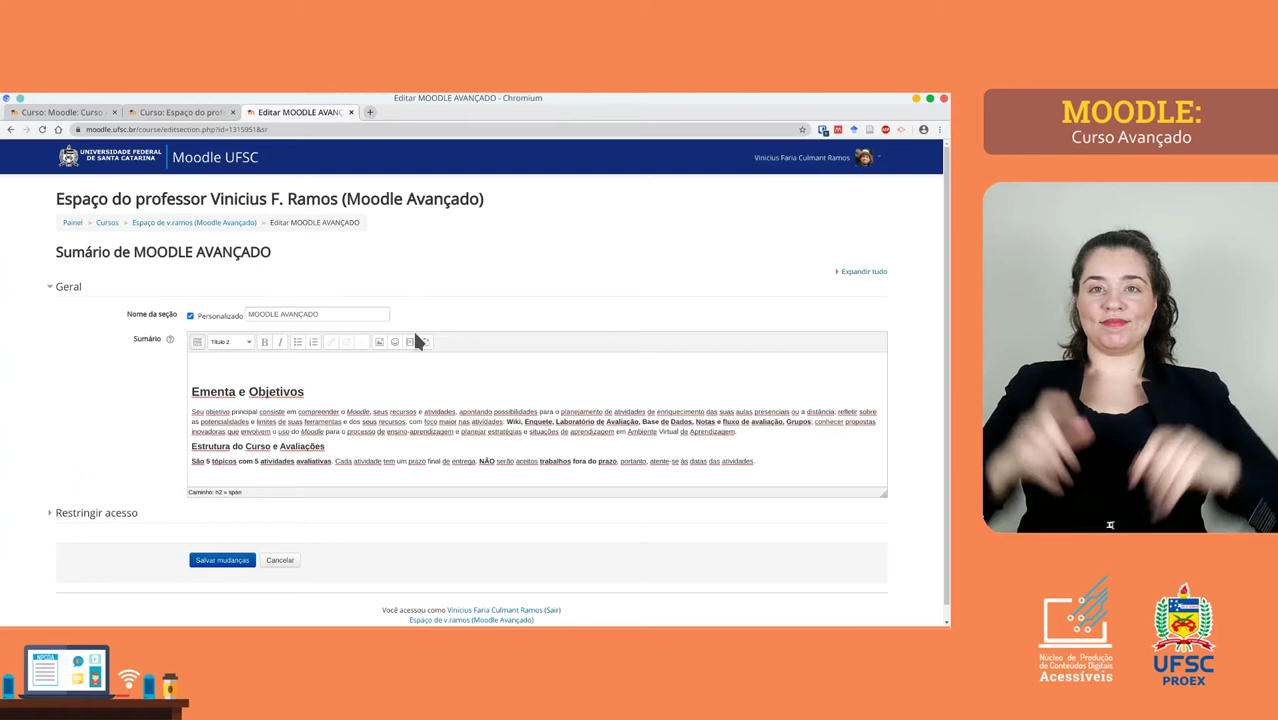 Editar MOODLE AVANÇADO - Chromium
Curso: Moodle: Curso
Curso: Espaço do profe
Editar MOODLE AVANÇ
moodle.ufsc.br/course/editsection.php?id=1315951&sr
UNIVERSIDADE FEDERAL
DE SANTA CATARINA
Moodle UFSC
Vinicius Faria Culmant Ramos
Espaço do professor Vinicius F. Ramos (Moodle Avançado)
Painel
Cursos
Espaço de v.ramos (Moodle Avançado)
Editar MOODLE AVANÇADO
Sumário de MOODLE AVANÇADO
Expandir tudo
Geral
Nome da seção
Personalizado
MOODLE AVANÇADO
Sumário
Título 2
B
I
Ementa e Objetivos
Seu objetivo principal consiste em compreender o Moodle, seus recursos e atividades, apontando possibilidades para o planejamento de atividades de enriquecimento das suas aulas presenciais ou a distância; refletir sobre
as potencialidades e limites de suas ferramentas e dos seus recursos, com foco maior nas atividades: Wiki, Enquete, Laboratório de Avaliação, Base de Dados, Notas e fluxo de avaliação, Grupos; conhecer propostas
inovadoras que envolvem o uso do Moodle para o processo de ensino-aprendizagem e planejar estratégias e situações de aprendizagem em Ambiente Virtual de Aprendizagem.
Estrutura do Curso e Avaliações
São 5 tópicos com 5 atividades avaliativas. Cada atividade tem um prazo final de entrega. NÃO serão aceitos trabalhos fora do prazo, portanto, atente-se às datas das atividades.
Caminho: h2 » span
Restringir acesso
Salvar mudanças
Cancelar
Você acessou como Vinicius Faria Culmant Ramos (Sair)
Espaço de v.ramos (Moodle Avançado)
MOODLE:
Curso Avançado
Núcleo de Produção
de Conteúdos Digitais
Acessíveis
UFSC
PROEX
NPCDA